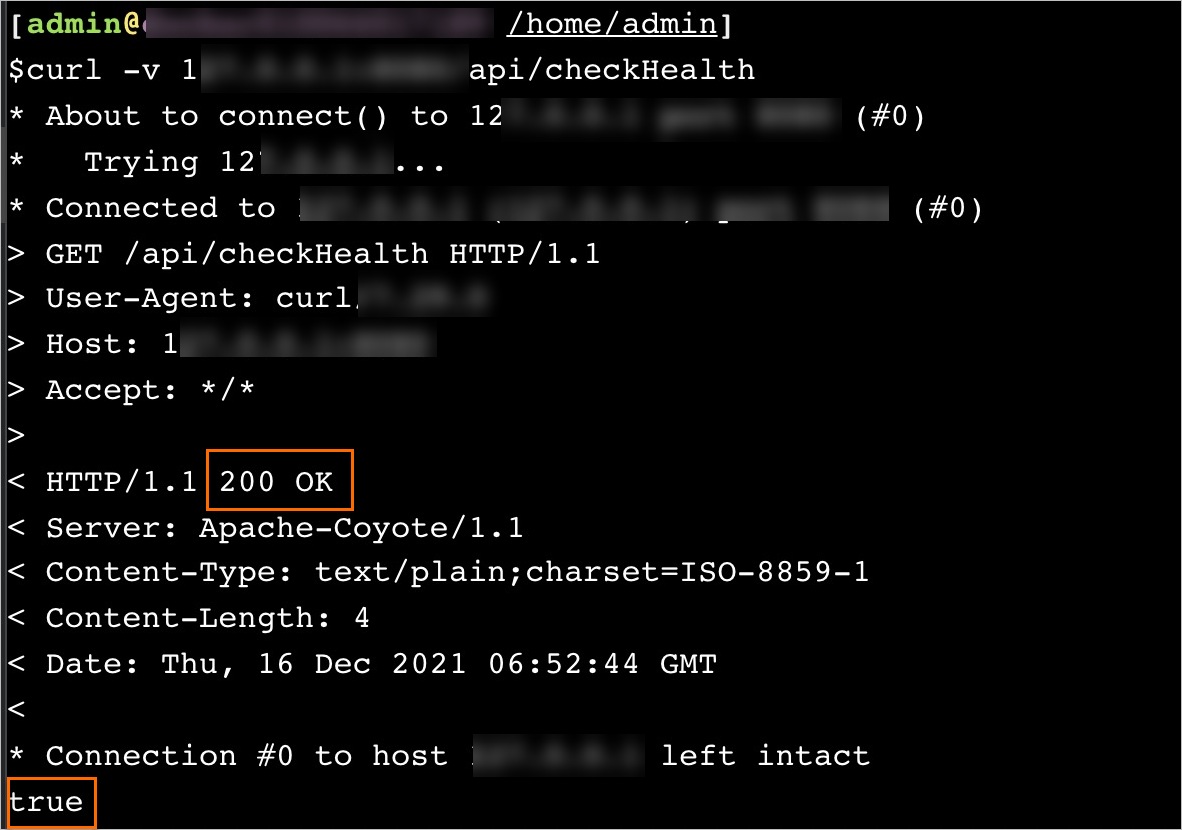 [admin@ /home/admin]
$curl -v 1 api/checkHealth
* About to connect() to 12 (#0)
* Trying 12 ...
* Connected to (#0)
> GET /api/checkHealth HTTP/1.1
> User-Agent: curl
> Host: 1
> Accept: */*
>
< HTTP/1.1 200 OK
< Server: Apache-Coyote/1.1
< Content-Type: text/plain;charset=ISO-8859-1
< Content-Length: 4
< Date: Thu, 16 Dec 2021 06:52:44 GMT
<
* Connection #0 to host left intact
true